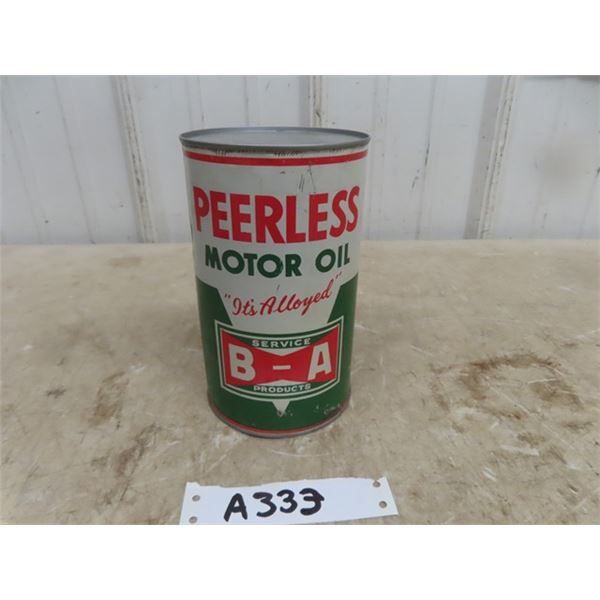 PEERLESS
MOTOR OIL
"It's Alloyed"
SERVICE
B-A
PRODUCTS
A333